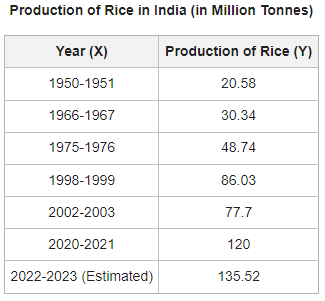 Production of Rice in India (in Million Tonnes)
Year (X) Production of Rice (Y)
1950-1951 20.58
1966-1967 30.34
1975-1976 48.74
1998-1999 86.03
2002-2003 77.7
2020-2021 120
2022-2023 (Estimated) 135.52